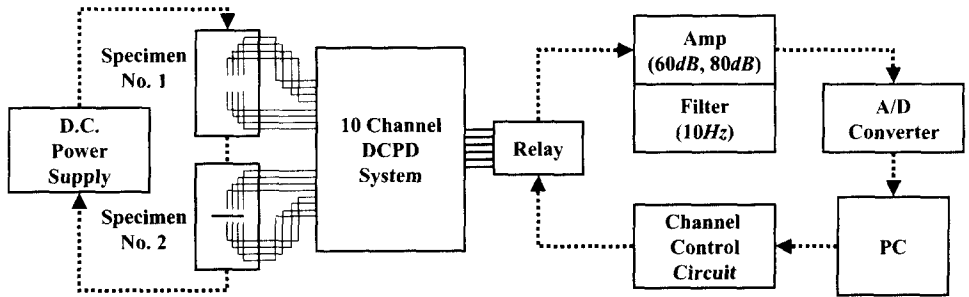 D.C.
Power
Supply
Specimen
No. 1
Specimen
No. 2
10 Channel
DCPD
System
Relay
Amp
(60dB, 80dB)
Filter
(10Hz)
A/D
Converter
PC
Channel
Control
Circuit